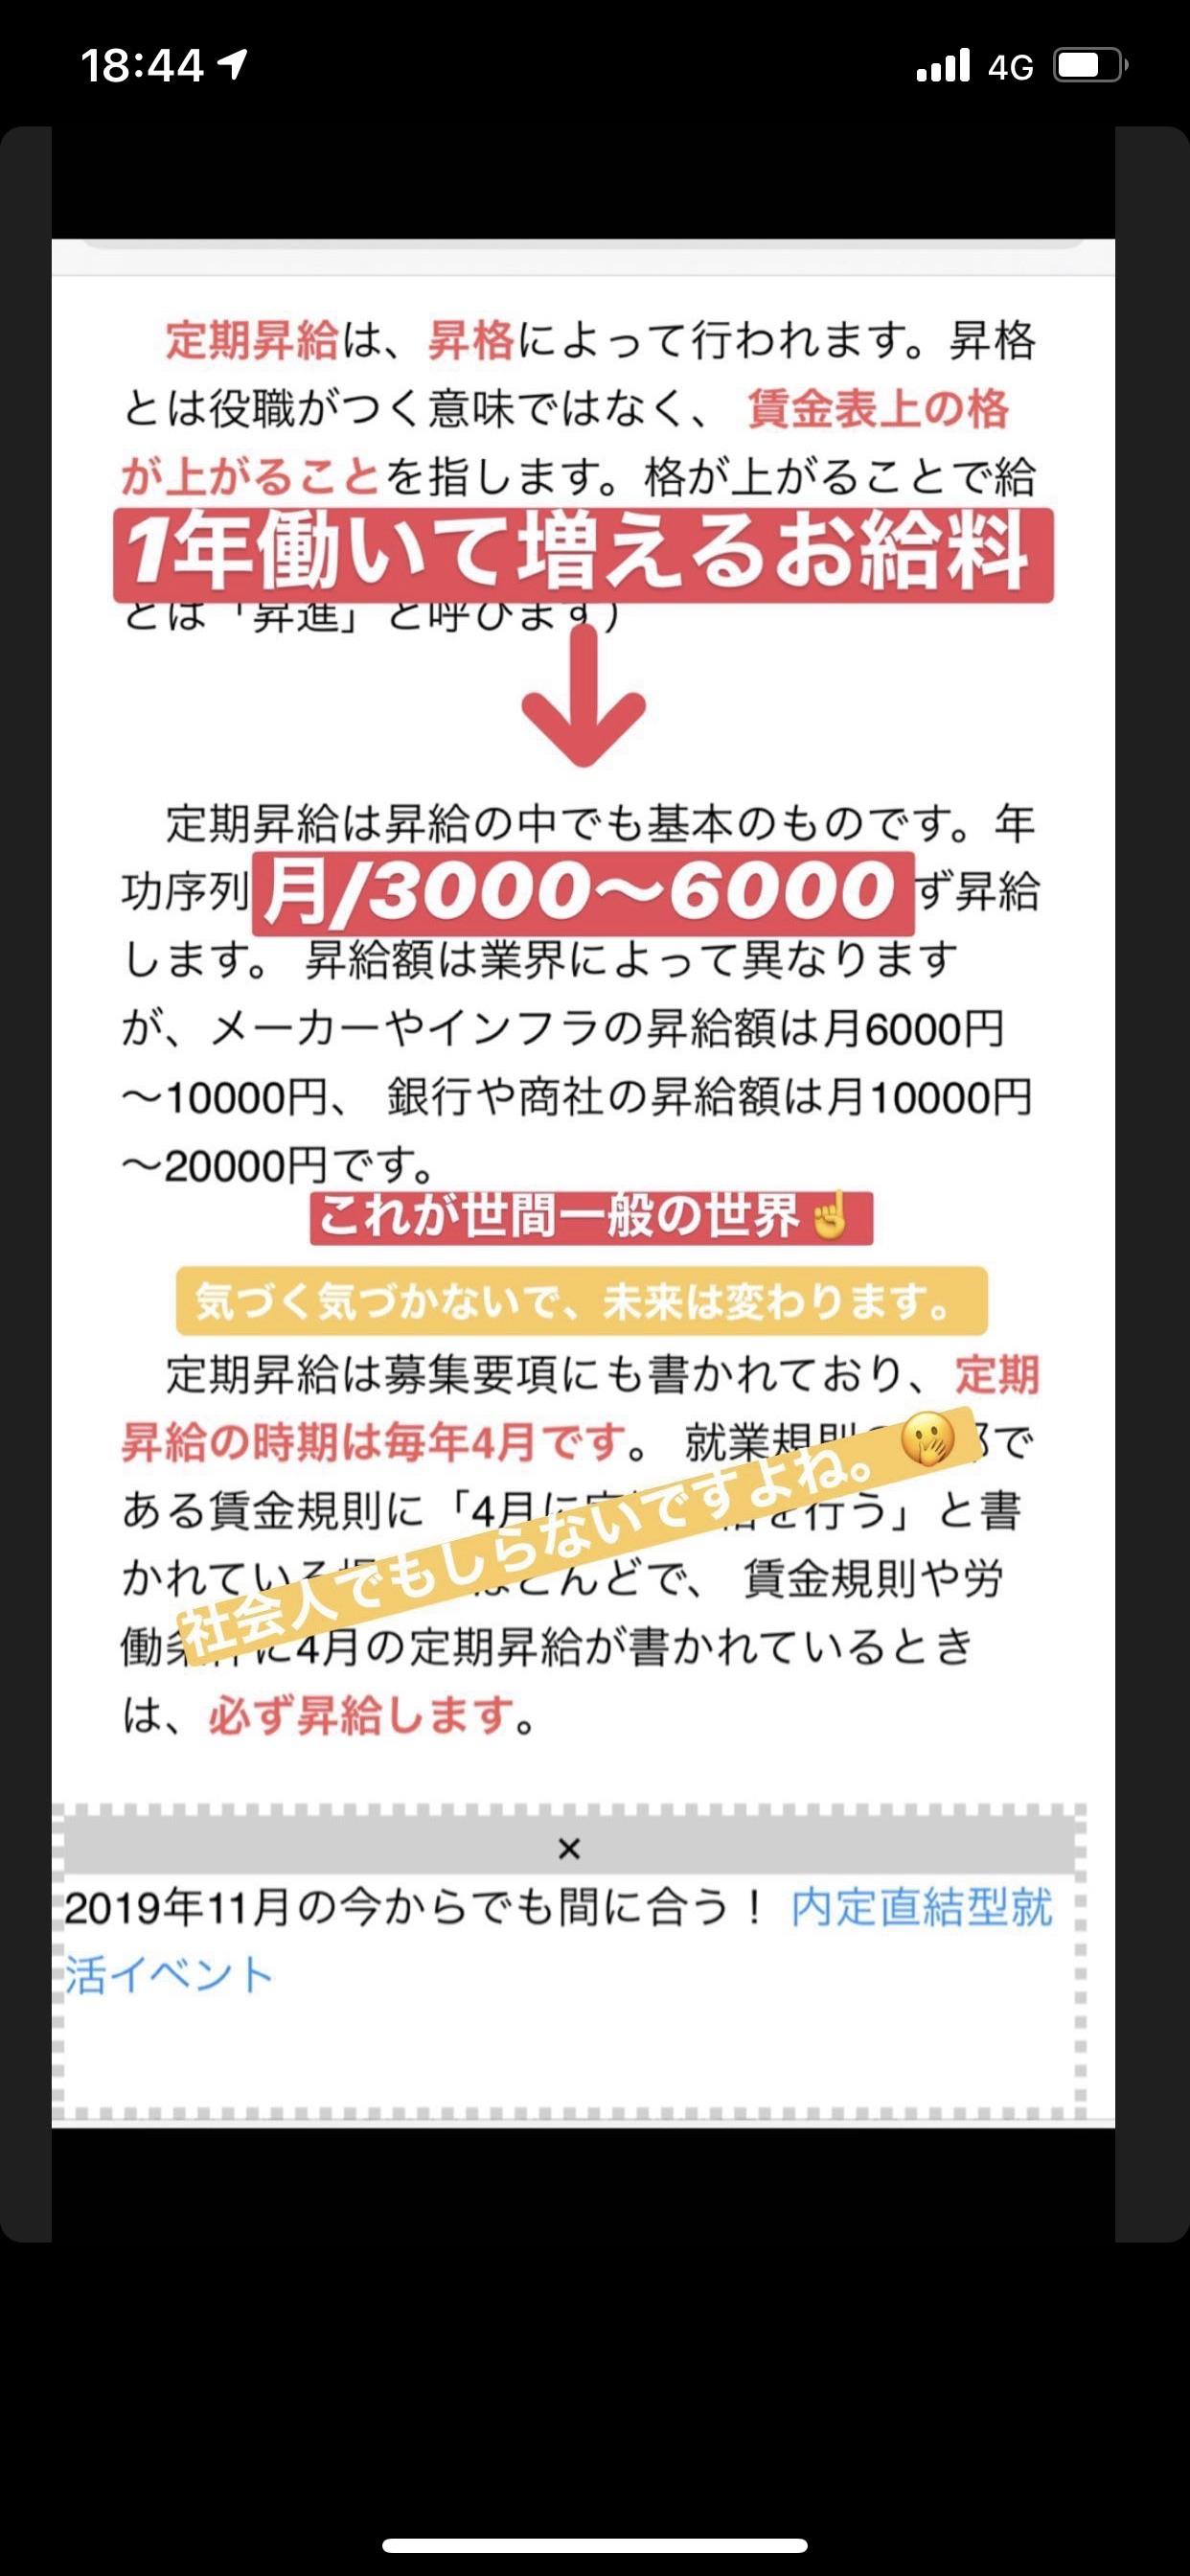 18:44
4G
定期昇給は、昇格によって行われます。昇格
とは役職がつく意味ではなく、 賃金表上の格
が上がることを指します。格が上がることで給
1年働いて増えるお給料
とは「昇進」と呼びます）
定期昇給は昇給の中でも基本のものです。年
功序列
月/3000〜6000
ず昇給
します。 昇給額は業界によって異なります
が、メーカーやインフラの昇給額は月6000円
〜10000円、 銀行や商社の昇給額は月10000円
〜20000円です。
これが世間一般の世界☝️
気づく気づかないで、未来は変わります。
定期昇給は募集要項にも書かれており、 定期
昇給の時期は毎年4月です。 就業規則
で
社会人でもしらないですよね。🤭
ある賃金規則に「4月に
を行う」と書
かれている
ほとんどで、 賃金規則や労
働条件に4月の定期昇給が書かれているとき
は、必ず昇給します。
×
2019年11月の今からでも間に合う！ 内定直結型就
活イベント